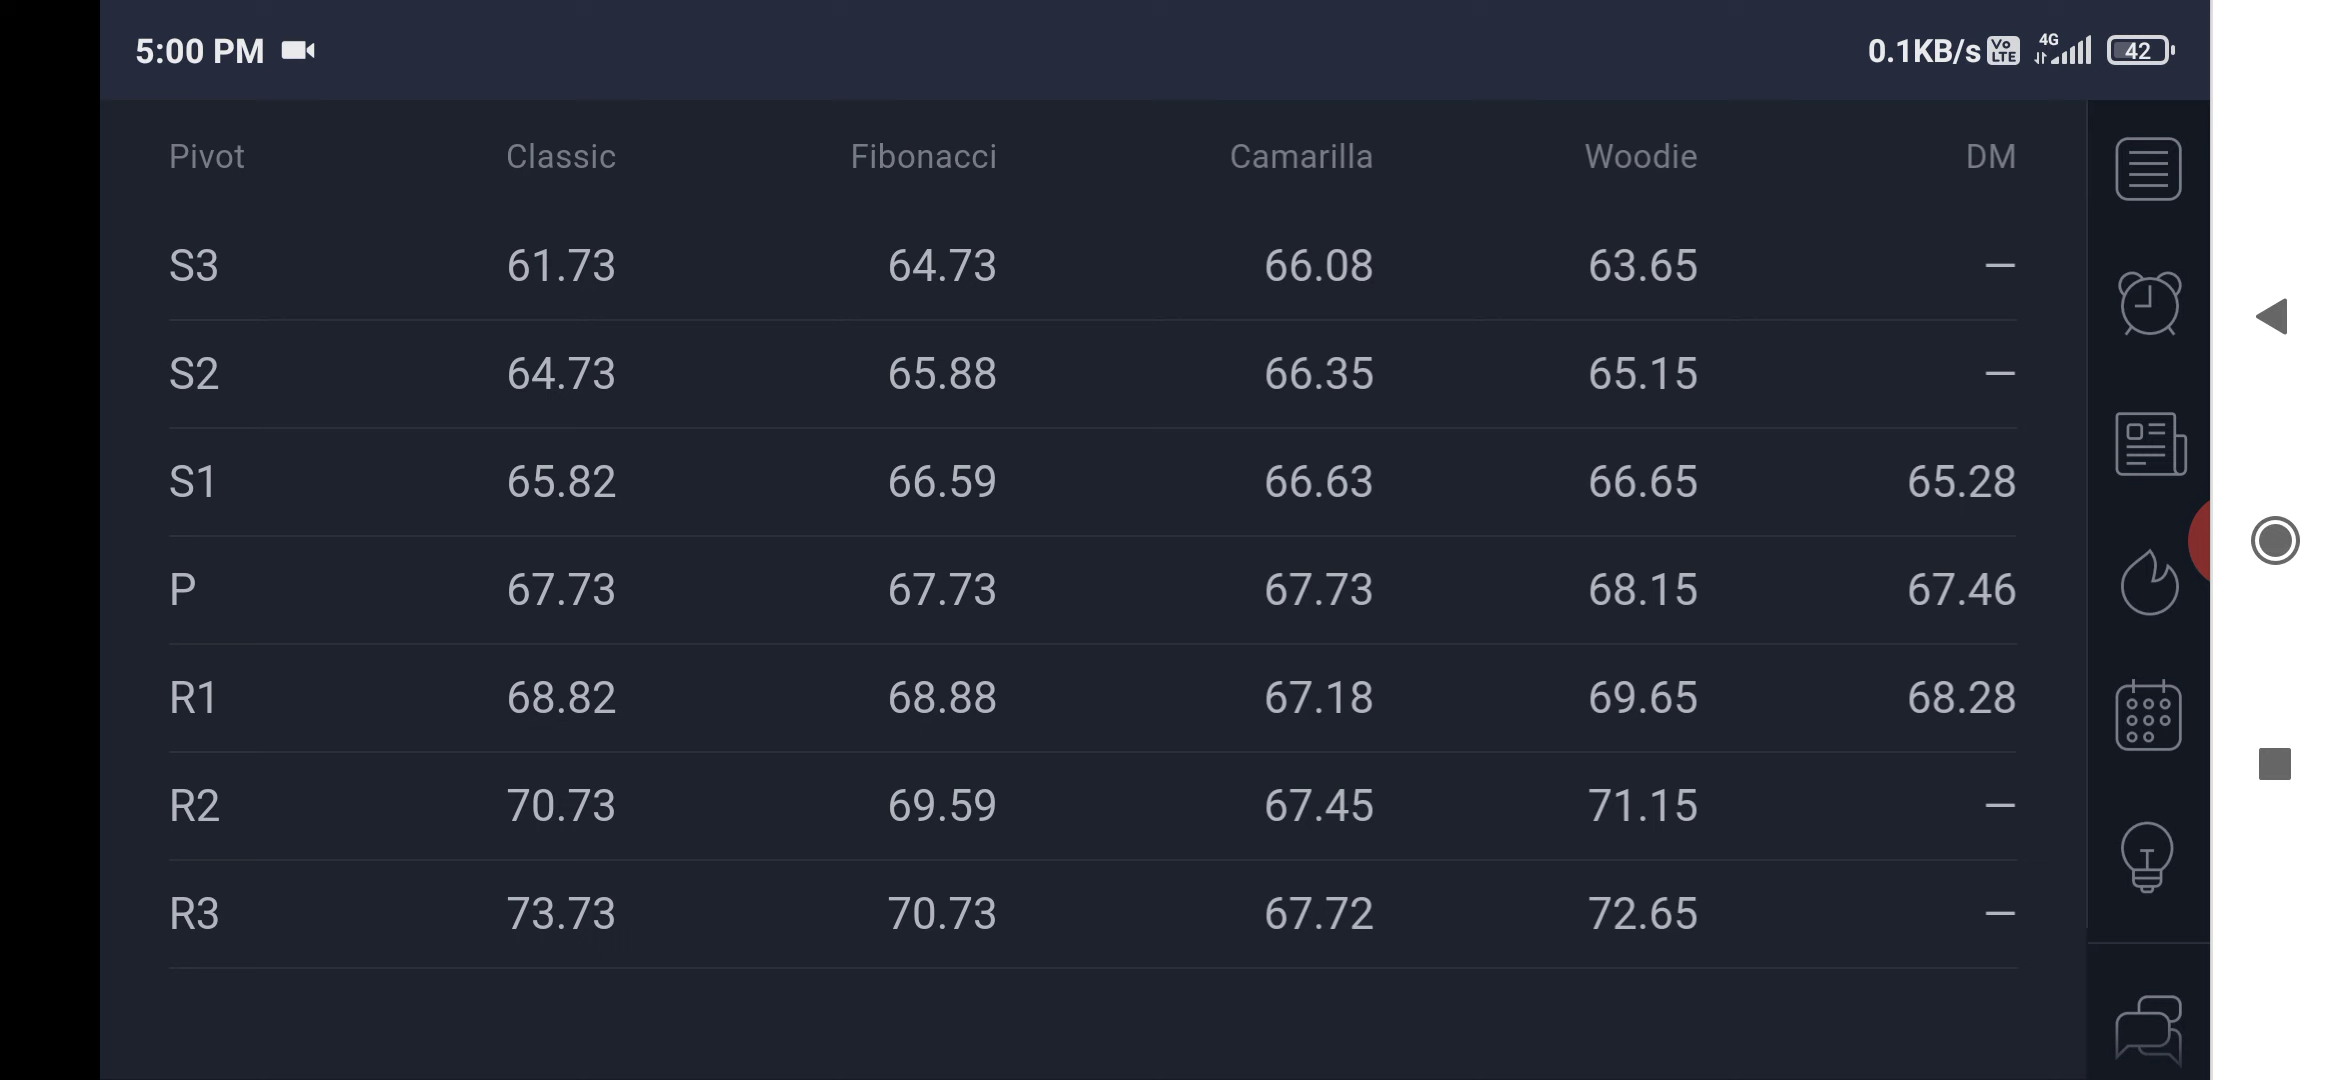 5:00 PM 0.1KB/s Vo LTE 4G 42
Pivot Classic Fibonacci Camarilla Woodie DM
S3 61.73 64.73 66.08 63.65 —
S2 64.73 65.88 66.35 65.15 —
S1 65.82 66.59 66.63 66.65 65.28
P 67.73 67.73 67.73 68.15 67.46
R1 68.82 68.88 67.18 69.65 68.28
R2 70.73 69.59 67.45 71.15 —
R3 73.73 70.73 67.72 72.65 —